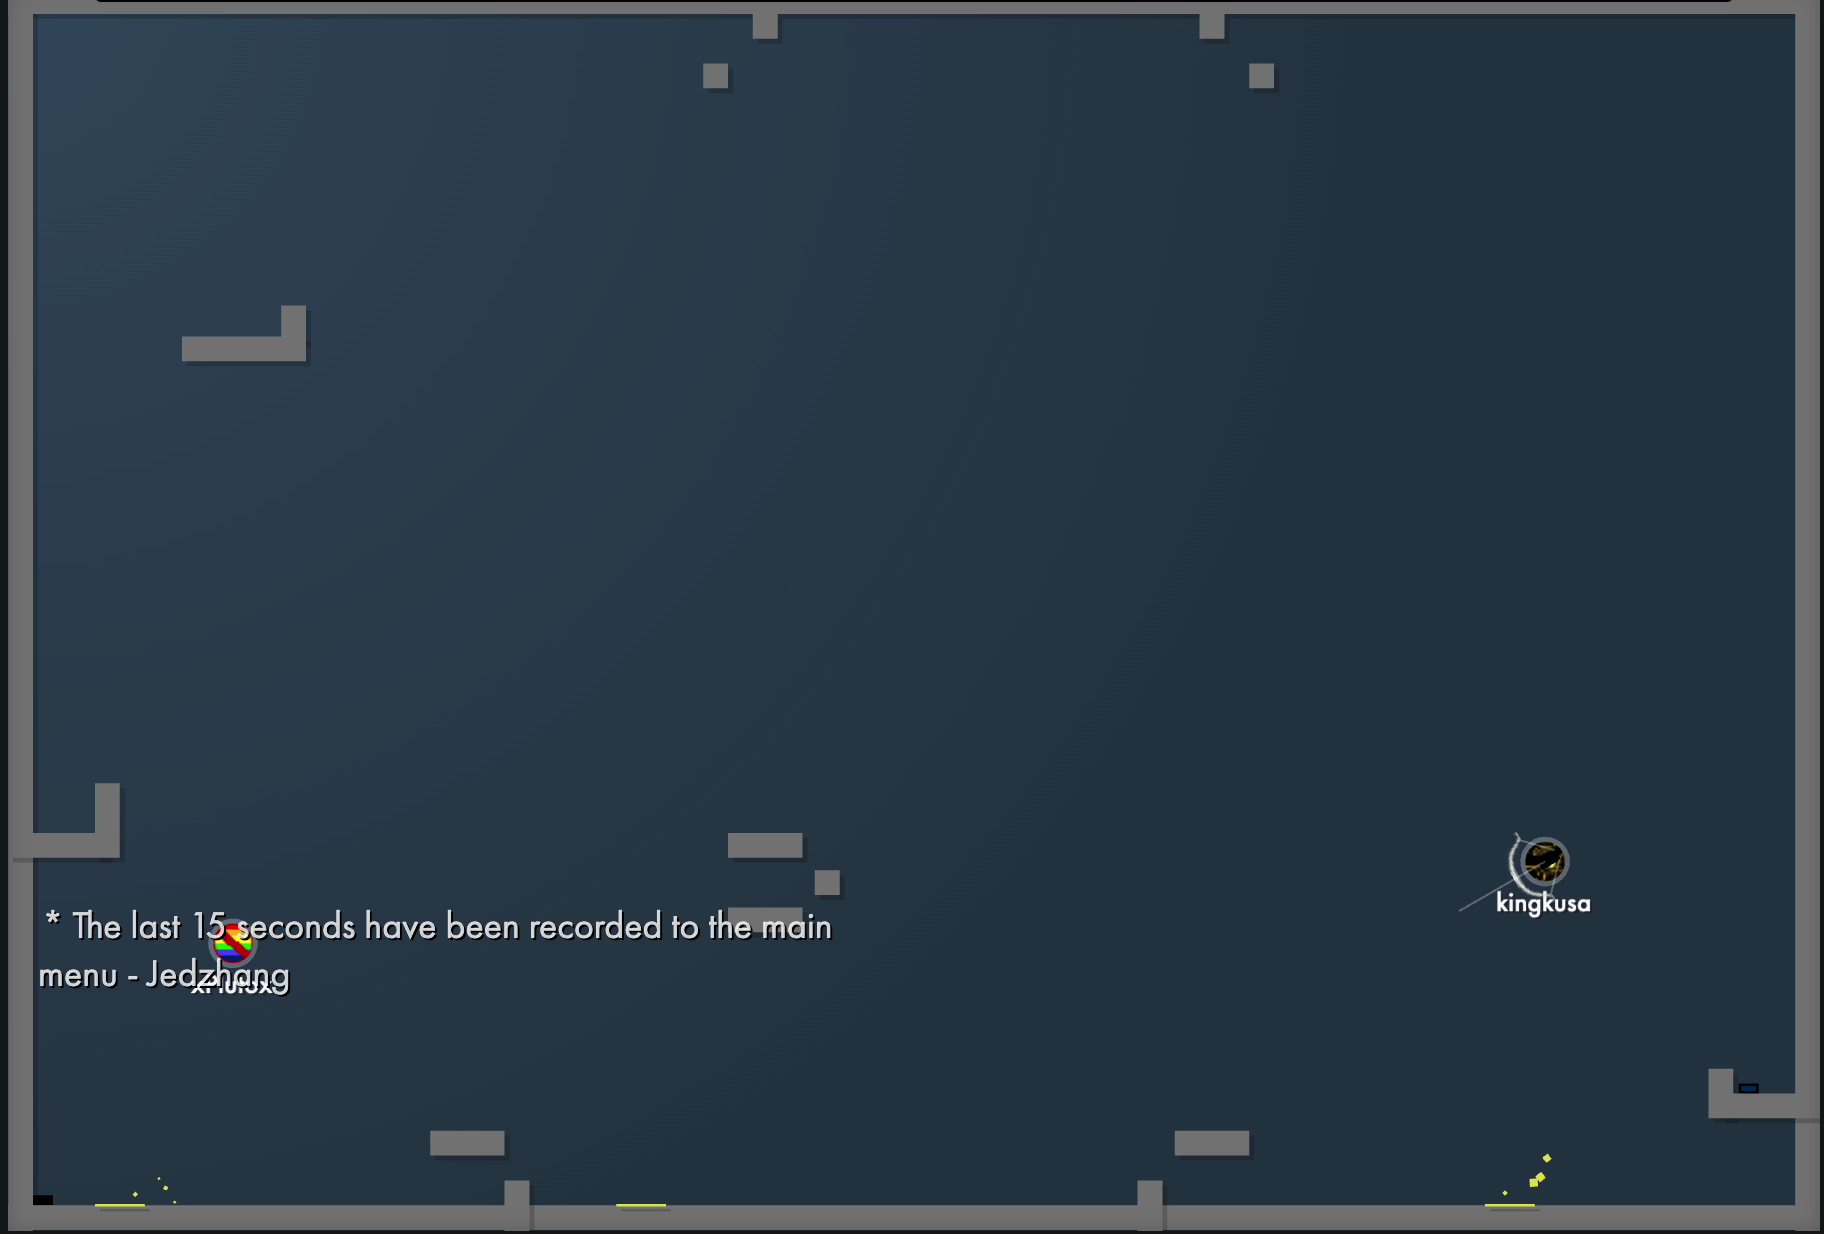 kingkusa
* The last 15 seconds have been recorded to the main
menu - Jedzhang